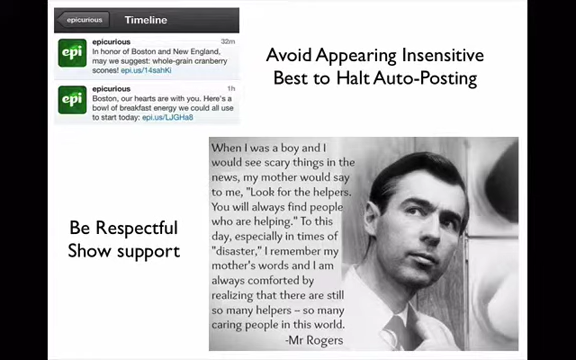 epicurious
Timeline
epi
epicurious
32m
In honor of Boston and New England,
may we suggest: whole-grain cranberry
scones! epi.us/14sahKi
epi
epicurious
1h
Boston, our hearts are with you. Here's a
bowl of breakfast energy we could all use
to start today: epi.us/LJGHa8
Avoid Appearing Insensitive
Best to Halt Auto-Posting
Be Respectful
Show support
When I was a boy and I
would see scary things in the
news, my mother would say
to me, "Look for the helpers.
You will always find people
who are helping." To this
day, especially in times of
"disaster," I remember my
mother's words and I am
always comforted by
realizing that there are still
so many helpers – so many
caring people in this world.
-Mr Rogers